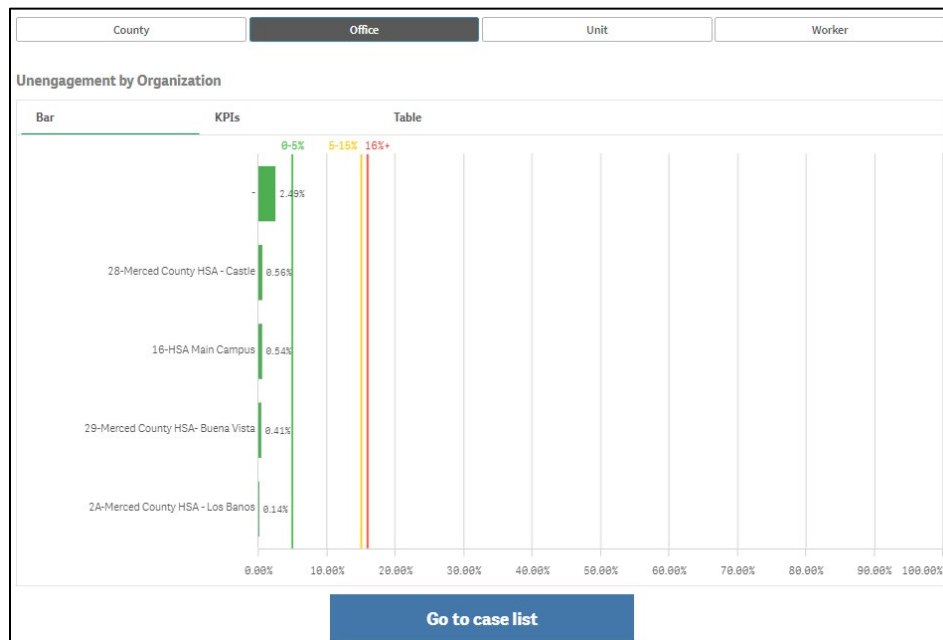 County Office Unit Worker
Unengagement by Organization
Bar KPIs Table
0-5% 5-15% 16%+
- 2.49%
28-Merced County HSA - Castle 0.56%
16-HSA Main Campus 0.54%
29-Merced County HSA- Buena Vista 0.41%
2A-Merced County HSA - Los Banos 0.14%
0.00% 10.00% 20.00% 30.00% 40.00% 50.00% 60.00% 70.00% 80.00% 90.00% 100.00%
Go to case list